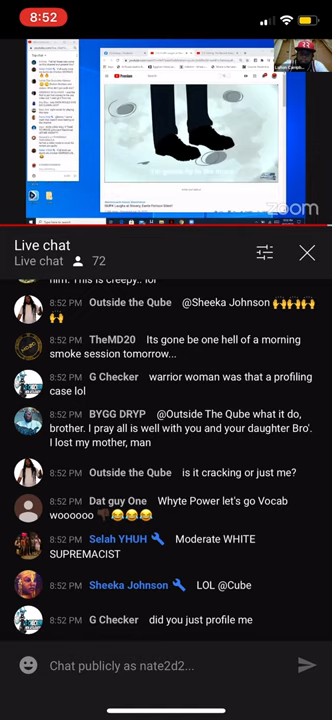 8:52
zoom
Live chat
Live chat 72
him. This is creepy.. lol
8:52 PM Outside the Qube @Sheeka Johnson 🙌🙌🙌
🙌
8:52 PM TheMD20 Its gone be one hell of a morning
smoke session tomorrow...
8:52 PM G Checker warrior woman was that a profiling
case lol
8:52 PM BYGG DRYP @Outside The Qube what it do,
brother. I pray all is well with you and your daughter Bro'.
I lost my mother, man
8:52 PM Outside the Qube is it cracking or just me?
8:52 PM Dat guy One Whyte Power let's go Vocab
woooooo 👎🏿😂😂😂
8:52 PM Selah YHUH 🔧 Moderate WHITE
SUPREMACIST
8:52 PM Sheeka Johnson 🔧 LOL @Cube
8:52 PM G Checker did you just profile me
Chat publicly as nate2d2...